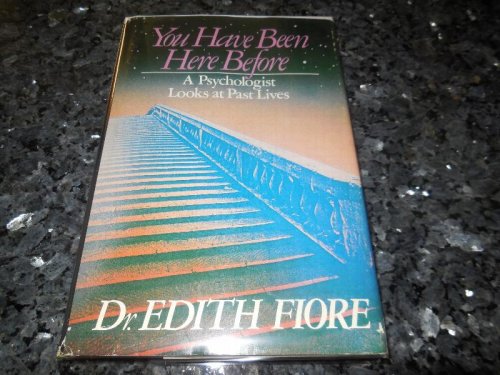 You Have Been
Here Before
A Psychologist
Looks at Past Lives
Dr. EDITH FIORE